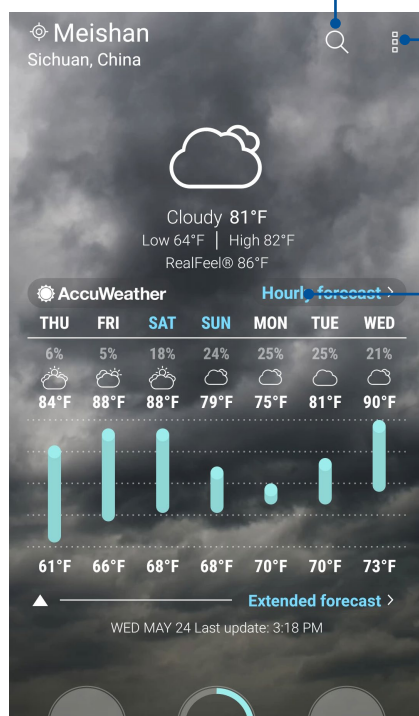 Meishan
Sichuan, China
Cloudy 81°F
Low 64°F | High 82°F
RealFeel® 86°F
AccuWeather Hourly forecast >
THU FRI SAT SUN MON TUE WED
6% 5% 18% 24% 25% 25% 21%
84°F 88°F 88°F 79°F 75°F 81°F 90°F
61°F 66°F 68°F 68°F 70°F 70°F 73°F
Extended forecast >
WED MAY 24 Last update: 3:18 PM